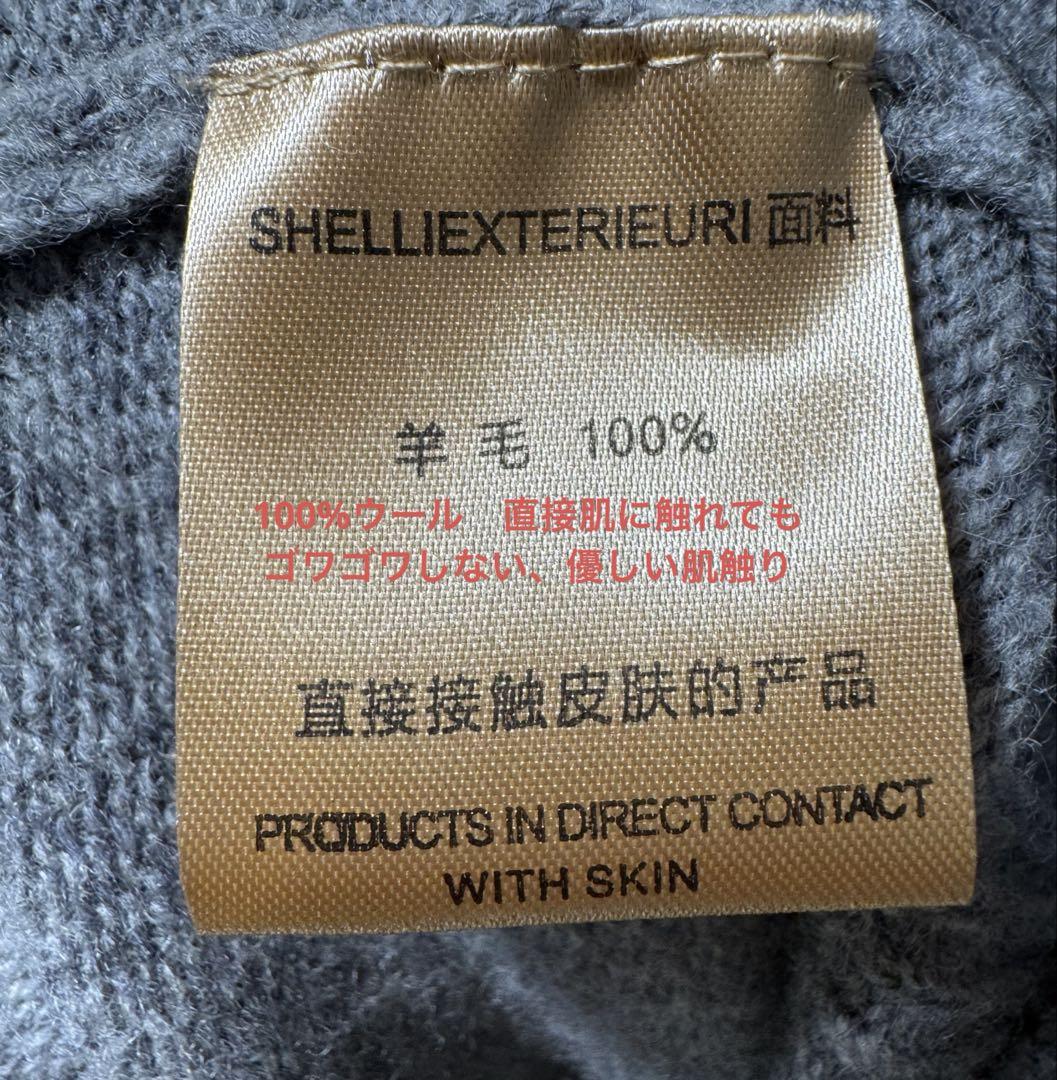 SHELLIEXTERIEURI 面料
羊毛 100%
100%ウール 直接肌に触れても
ゴワゴワしない、優しい肌触り
直接接触皮肤的产品
PRODUCTS IN DIRECT CONTACT
WITH SKIN